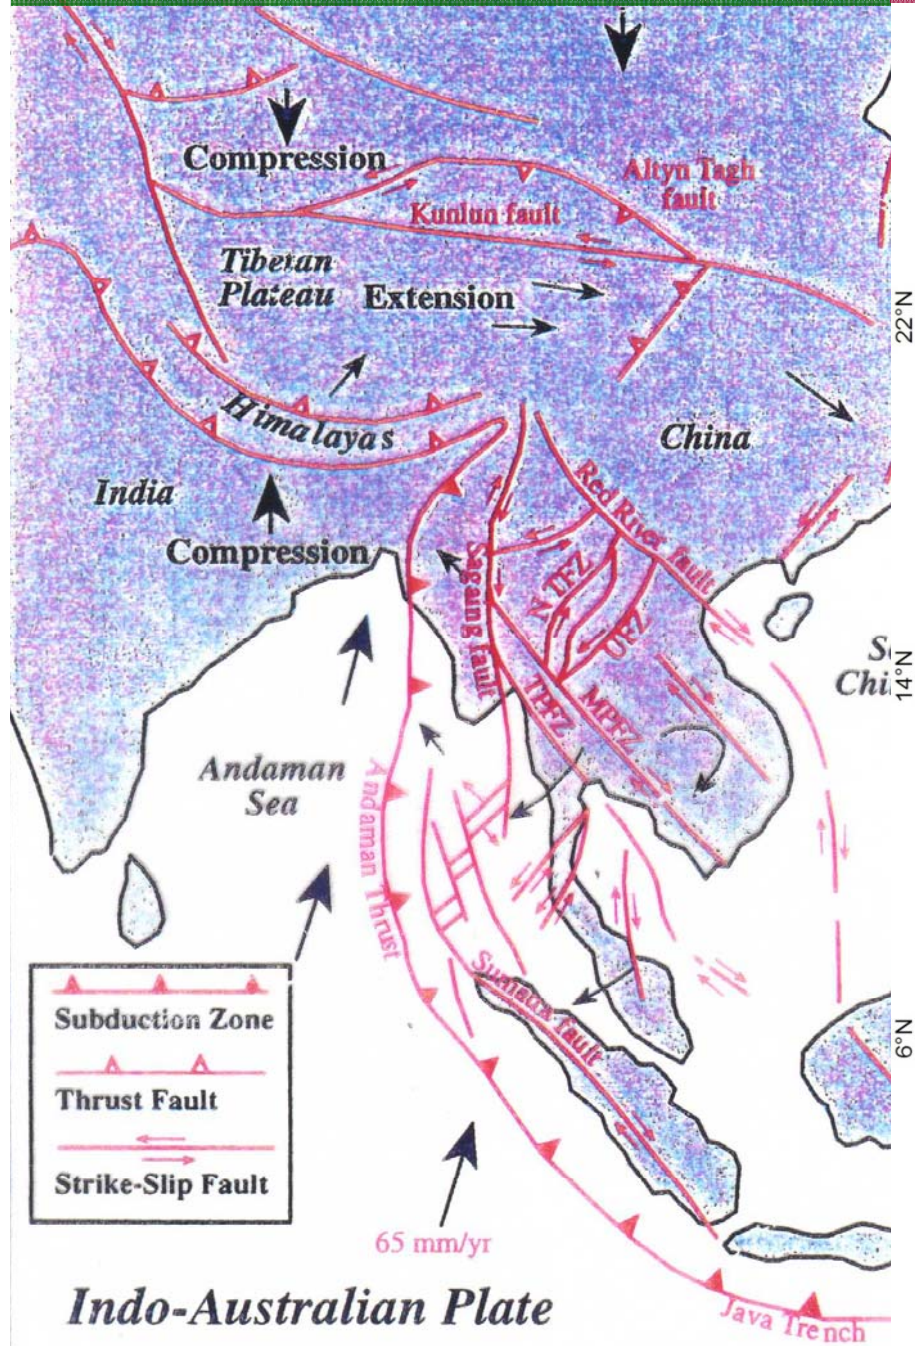 Compression
Altyn Tagh
fault
Kunlun fault
Tibetan
Plateau
Extension
22°N
Himalayas
China
India
Red River fault
Compression
Sagaing fault
N.TFZ
UFZ
14°N
Chi
TPFZ
MPFZ
Andaman
Sea
Andaman Thrust
Sumatra fault
Subduction Zone
6°N
Thrust Fault
Strike-Slip Fault
65 mm/yr
Indo-Australian Plate
Java Trench